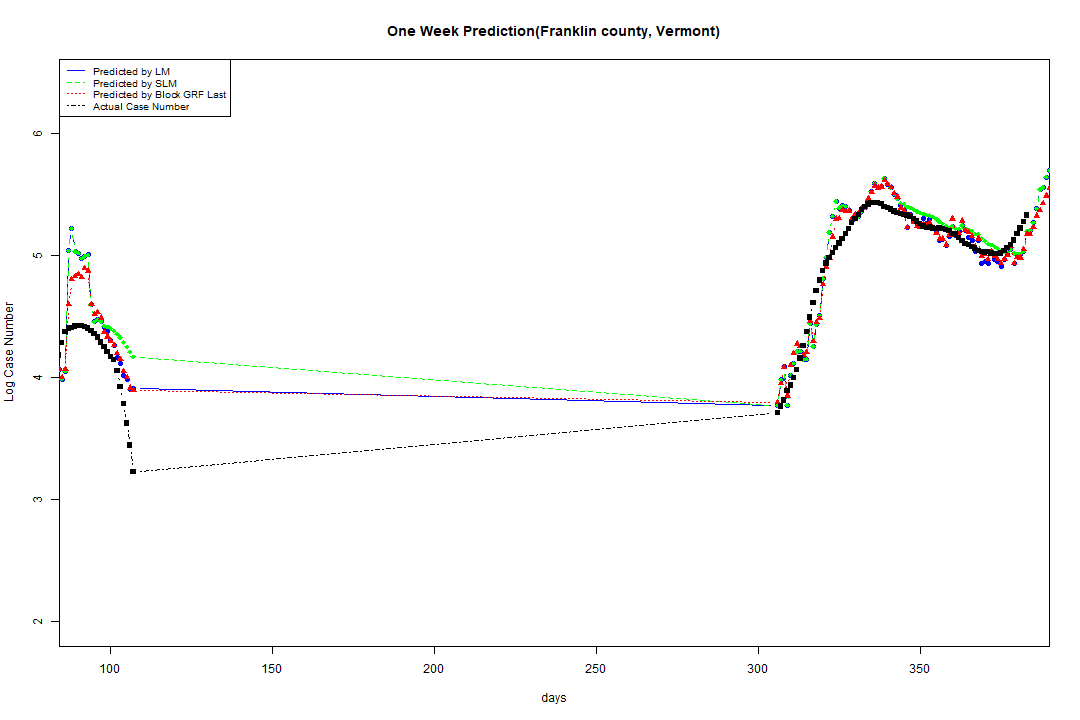 One Week Prediction(Franklin county, Vermont)
Predicted by LM
Predicted by SLM
Predicted by Block GRF Last
Actual Case Number
Log Case Number
6
5
4
3
2
100 150 200 250 300 350
days